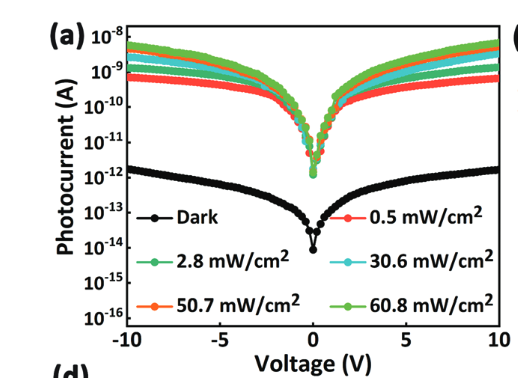 (a)
Photocurrent (A)
10⁻⁸
10⁻⁹
10⁻¹⁰
10⁻¹¹
10⁻¹²
10⁻¹³
10⁻¹⁴
10⁻¹⁵
10⁻¹⁶
Dark
0.5 mW/cm²
2.8 mW/cm²
30.6 mW/cm²
50.7 mW/cm²
60.8 mW/cm²
-10 -5 0 5 10
Voltage (V)